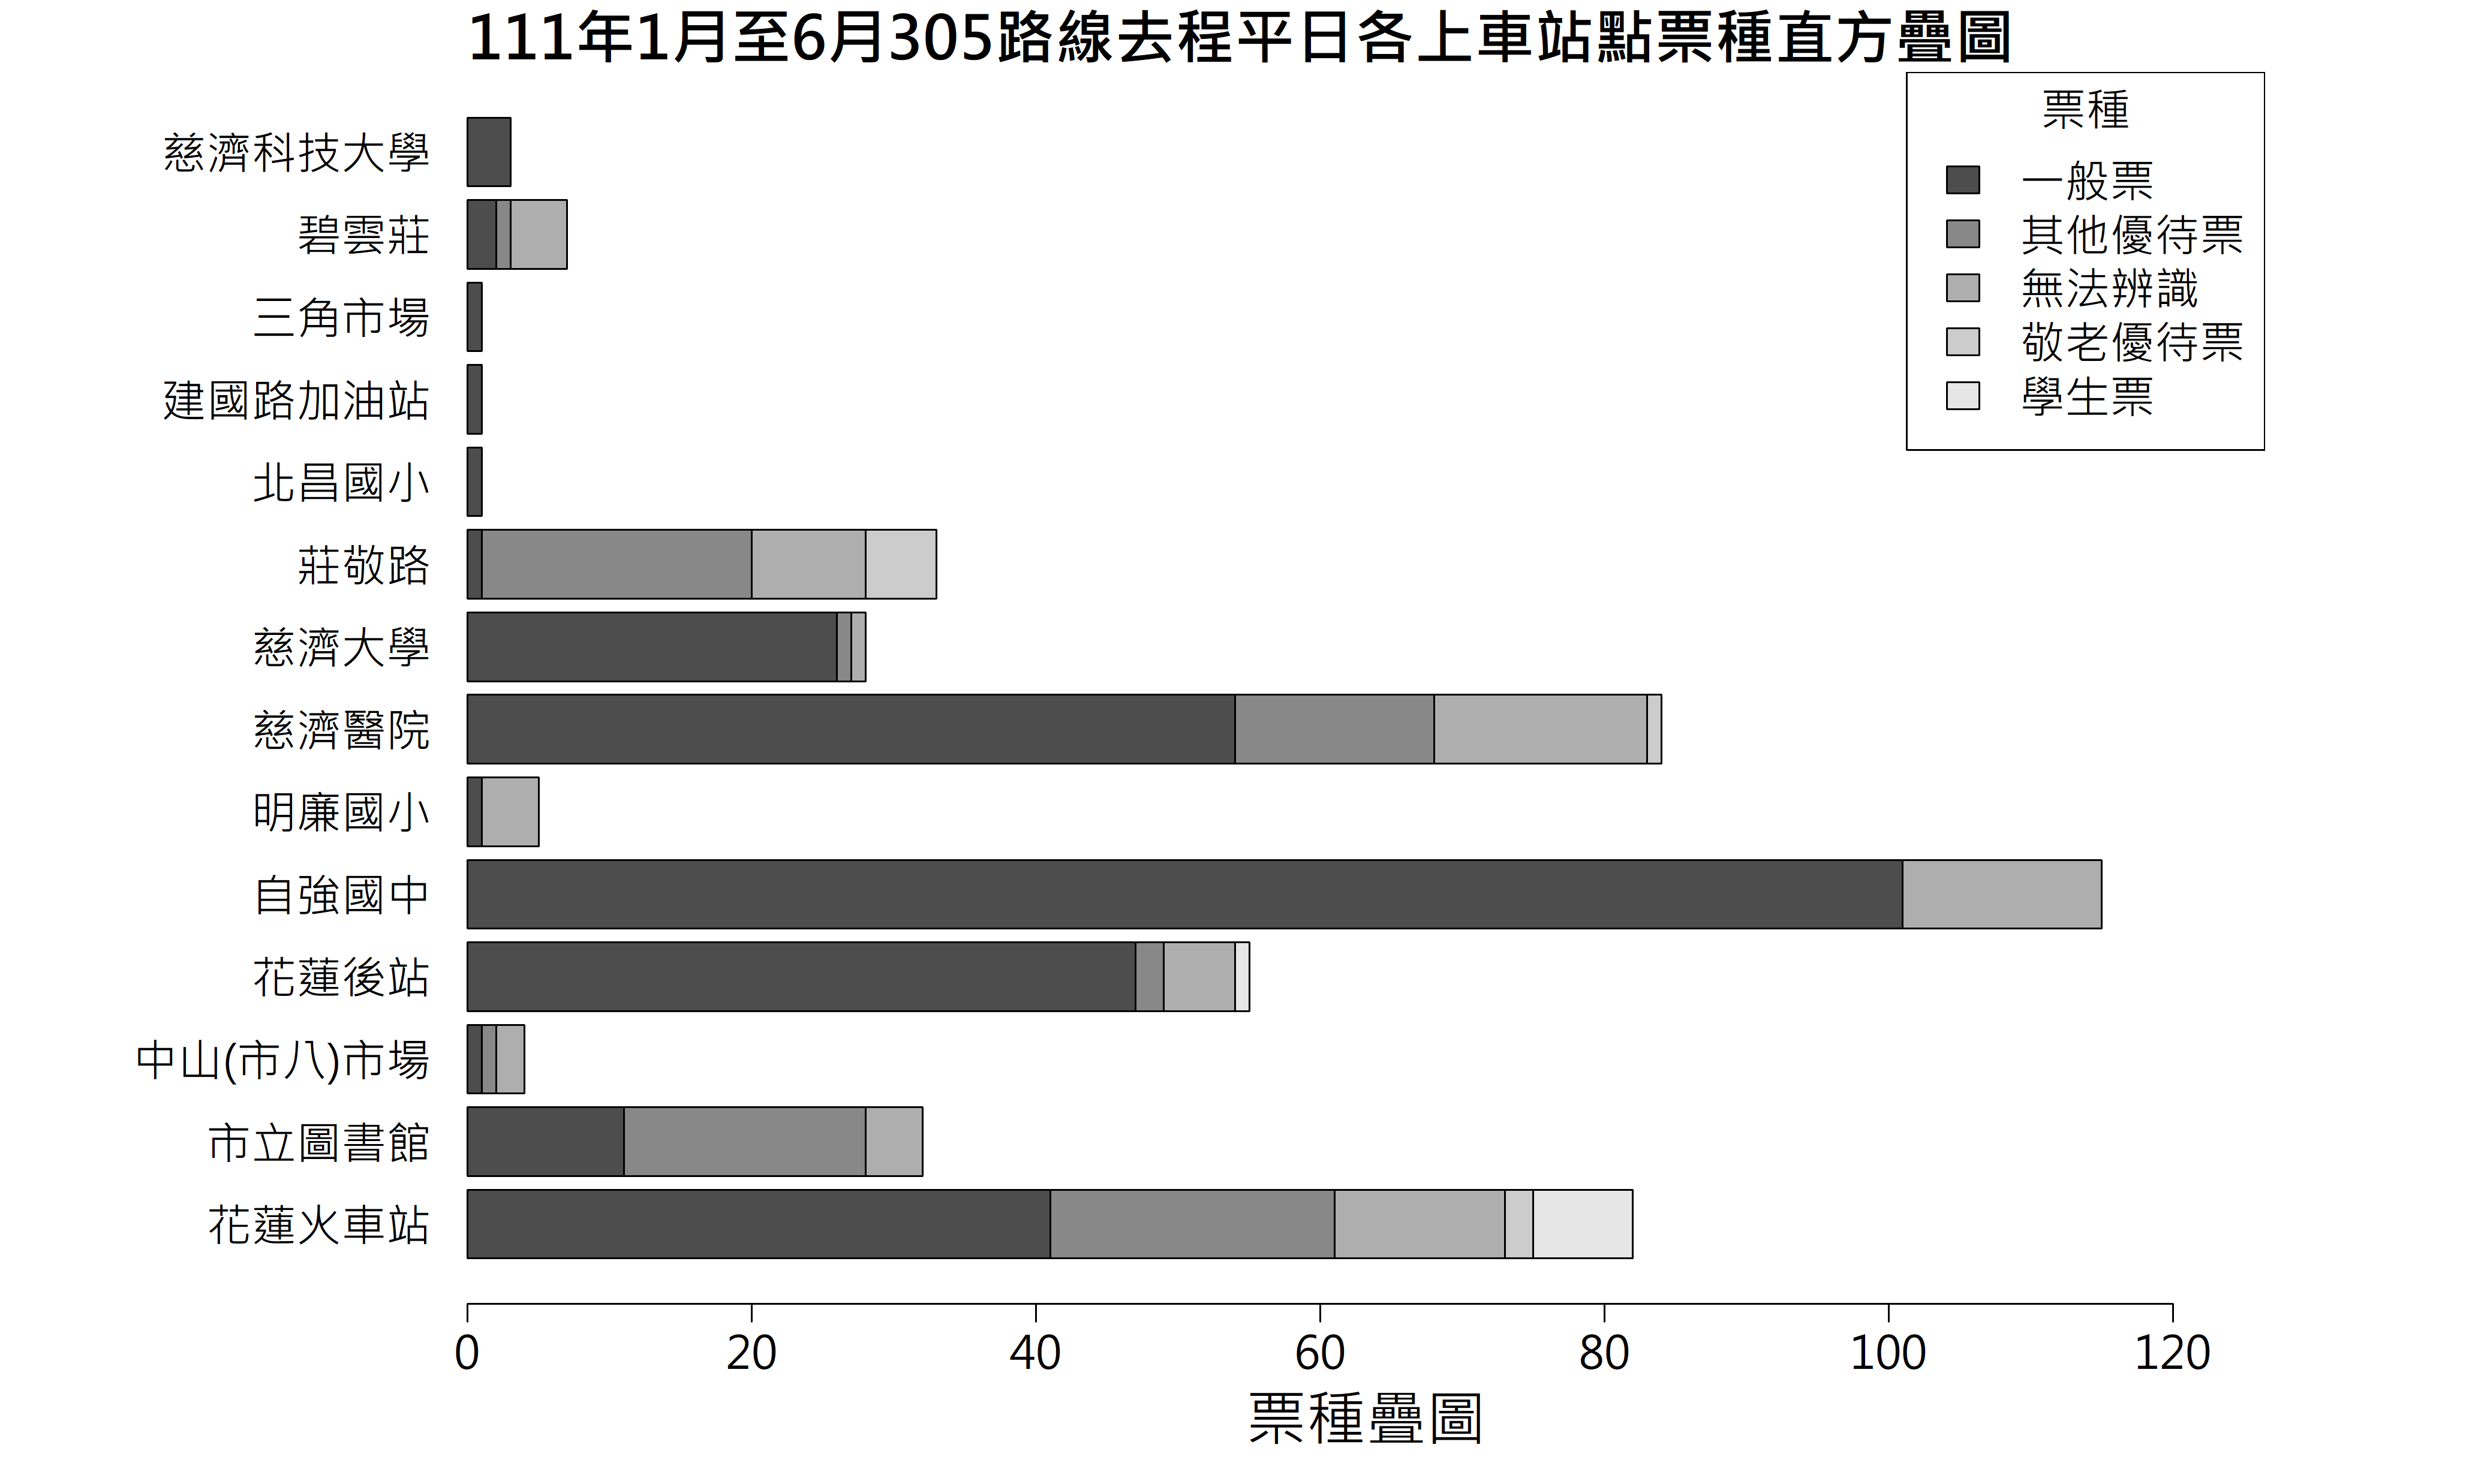 111年1月至6月305路線去程平日各上車站點票種直方疊圖
票種
一般票
其他優待票
無法辨識
敬老優待票
學生票
慈濟科技大學
碧雲莊
三角市場
建國路加油站
北昌國小
莊敬路
慈濟大學
慈濟醫院
明廉國小
自強國中
花蓮後站
中山(市八)市場
市立圖書館
花蓮火車站
0 20 40 60 80 100 120
票種疊圖